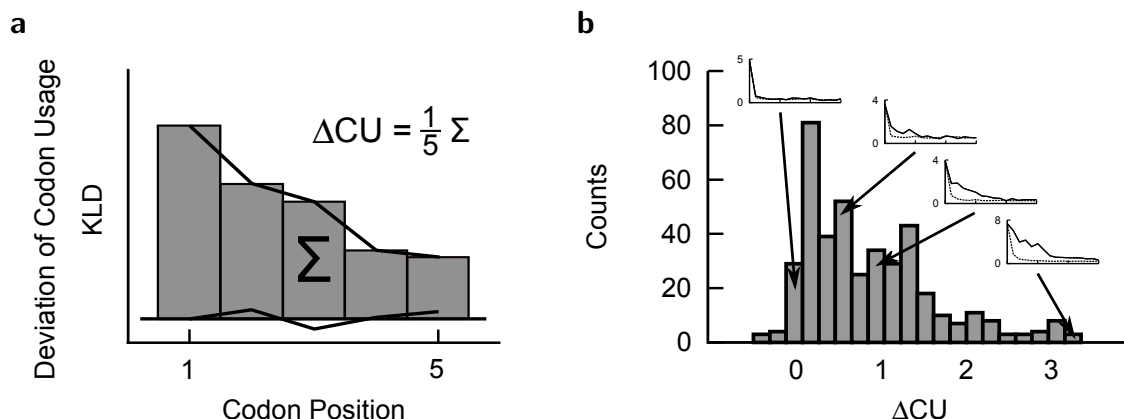 a
Deviation of Codon Usage
KLD
ΔCU = 1/5 Σ
Σ
1
5
Codon Position
b
Counts
100
80
60
40
20
0
0
1
2
3
ΔCU
5
0
4
0
4
0
8
0